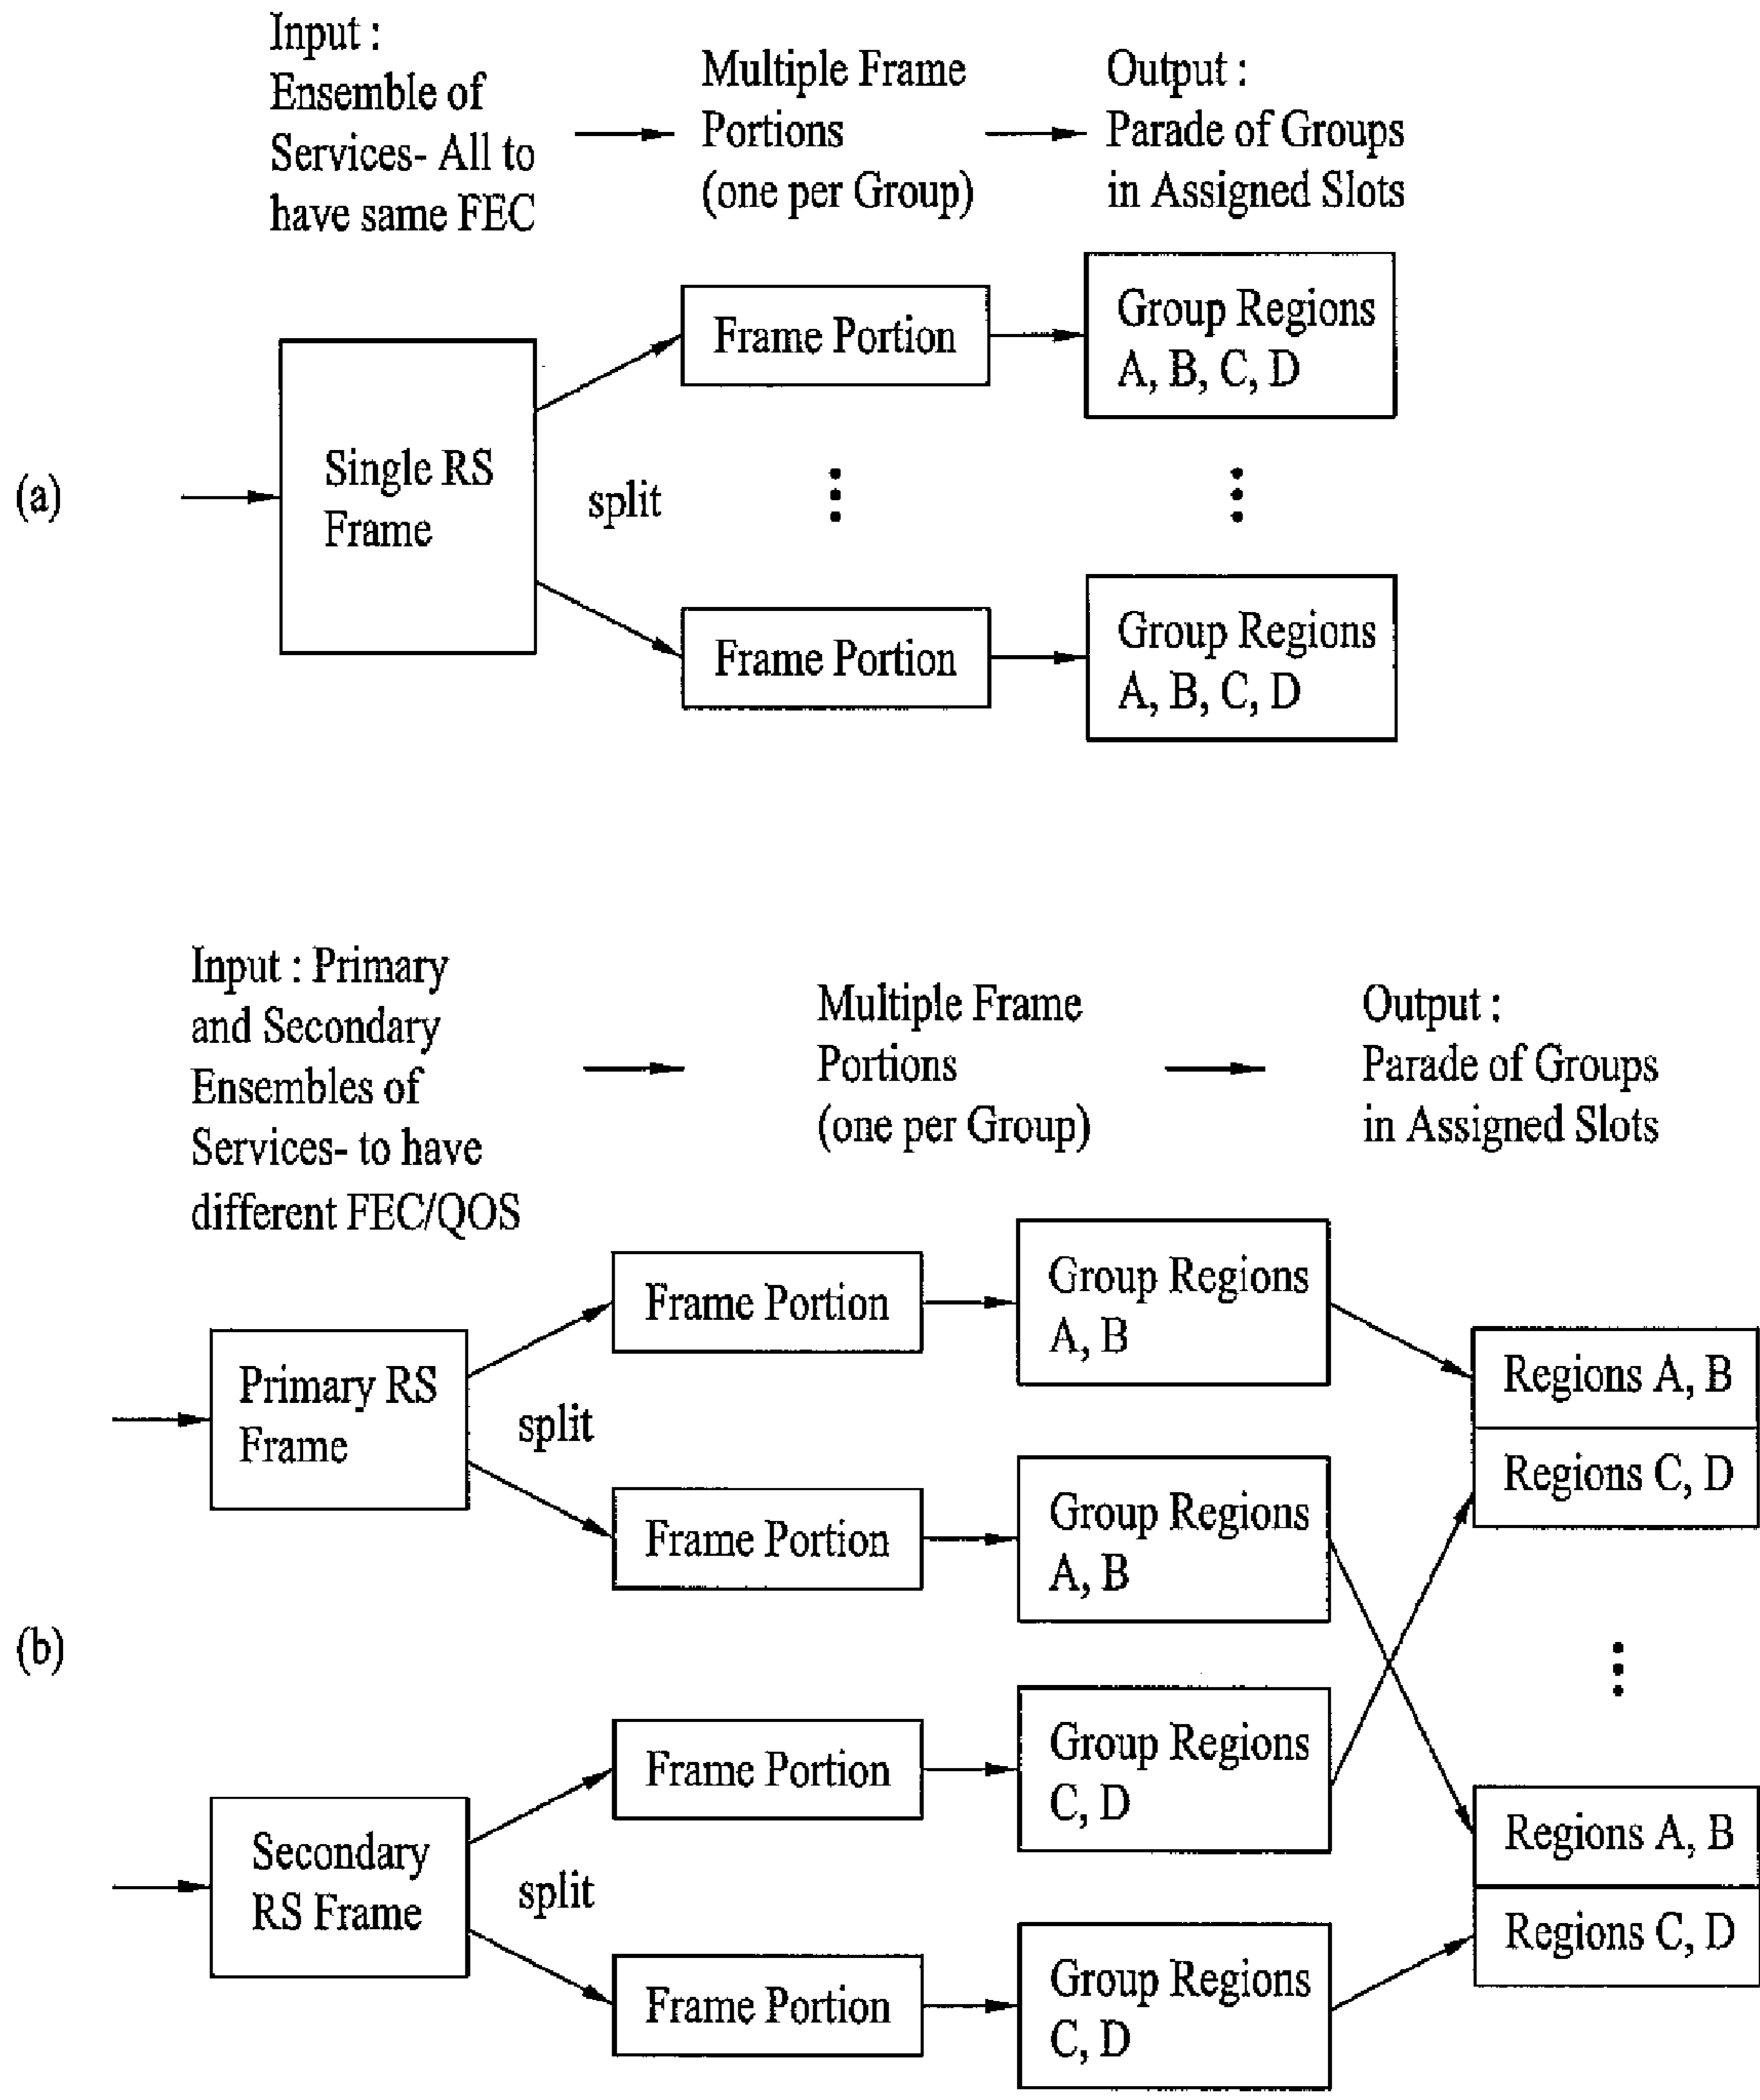 Input :
Ensemble of
Services- All to
have same FEC
Multiple Frame
Portions
(one per Group)
Output :
Parade of Groups
in Assigned Slots
(a)
Single RS
Frame
split
Frame Portion
Group Regions
A, B, C, D
Frame Portion
Group Regions
A, B, C, D
Input : Primary
and Secondary
Ensembles of
Services- to have
different FEC/QOS
Multiple Frame
Portions
(one per Group)
Output :
Parade of Groups
in Assigned Slots
(b)
Primary RS
Frame
split
Frame Portion
Group Regions
A, B
Frame Portion
Group Regions
A, B
Secondary
RS Frame
split
Frame Portion
Group Regions
C, D
Frame Portion
Group Regions
C, D
Regions A, B
Regions C, D
Regions A, B
Regions C, D